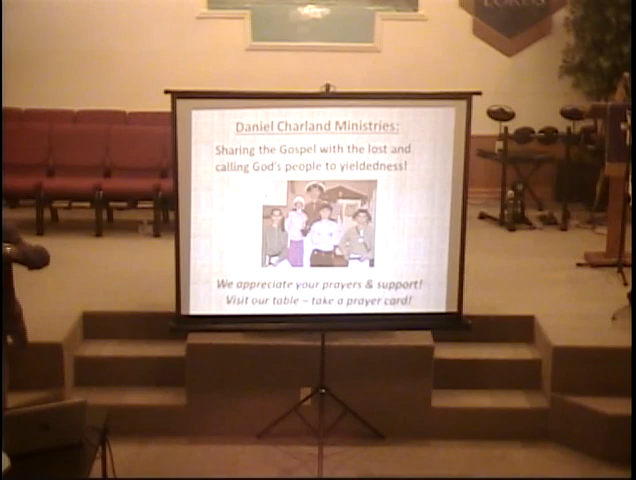 LORDS
Daniel Charland Ministries:
Sharing the Gospel with the lost and
calling God's people to yieldedness!
We appreciate your prayers & support!
Visit our table – take a prayer card!